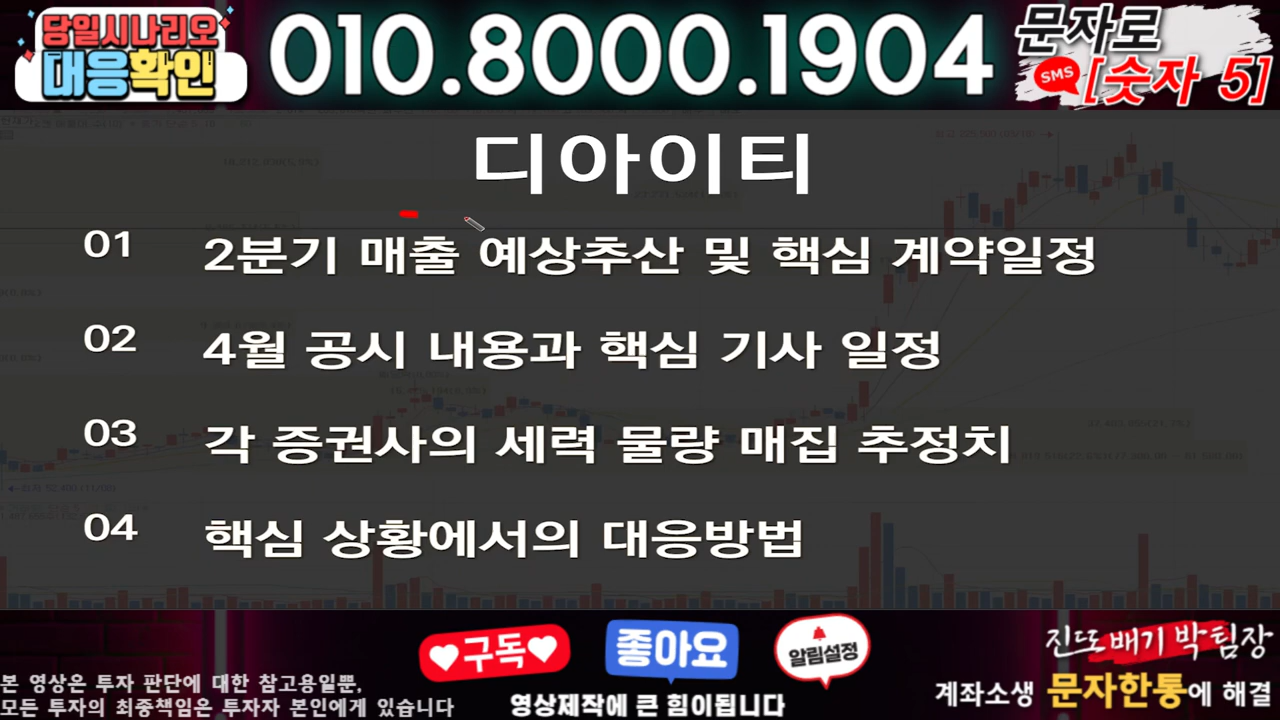 당일시나리오
대응확인
010.8000.1904
문자로
SMS [숫자 5]
디아이티
01 2분기 매출 예상추산 및 핵심 계약일정
02 4월 공시 내용과 핵심 기사 일정
03 각 증권사의 세력 물량 매집 추정치
04 핵심 상황에서의 대응방법
구독
좋아요
알림설정
영상제작에 큰 힘이됩니다
본 영상은 투자 판단에 대한 참고용일뿐,
모든 투자의 최종책임은 투자자 본인에게 있습니다
진또배기 박팀장
계좌소생 문자한통에 해결